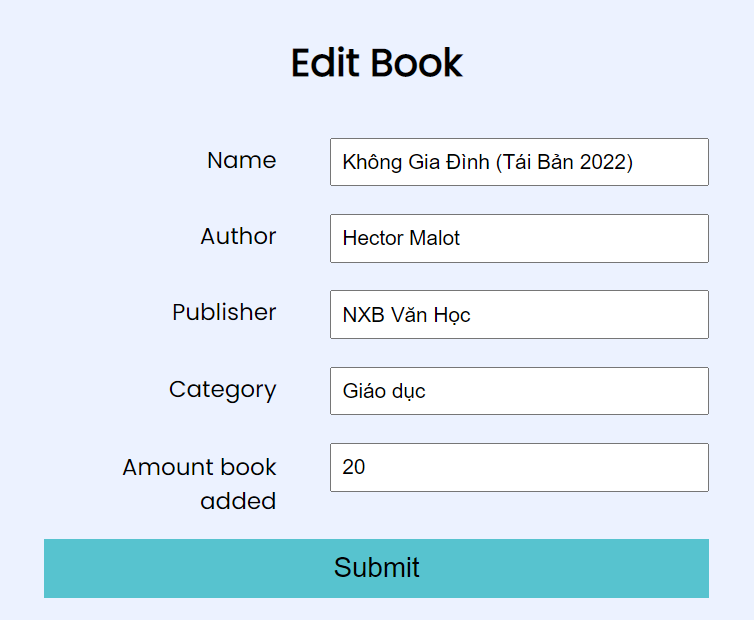 Edit Book
Name
Không Gia Đình (Tái Bản 2022)
Author
Hector Malot
Publisher
NXB Văn Học
Category
Giáo dục
Amount book
added
20
Submit